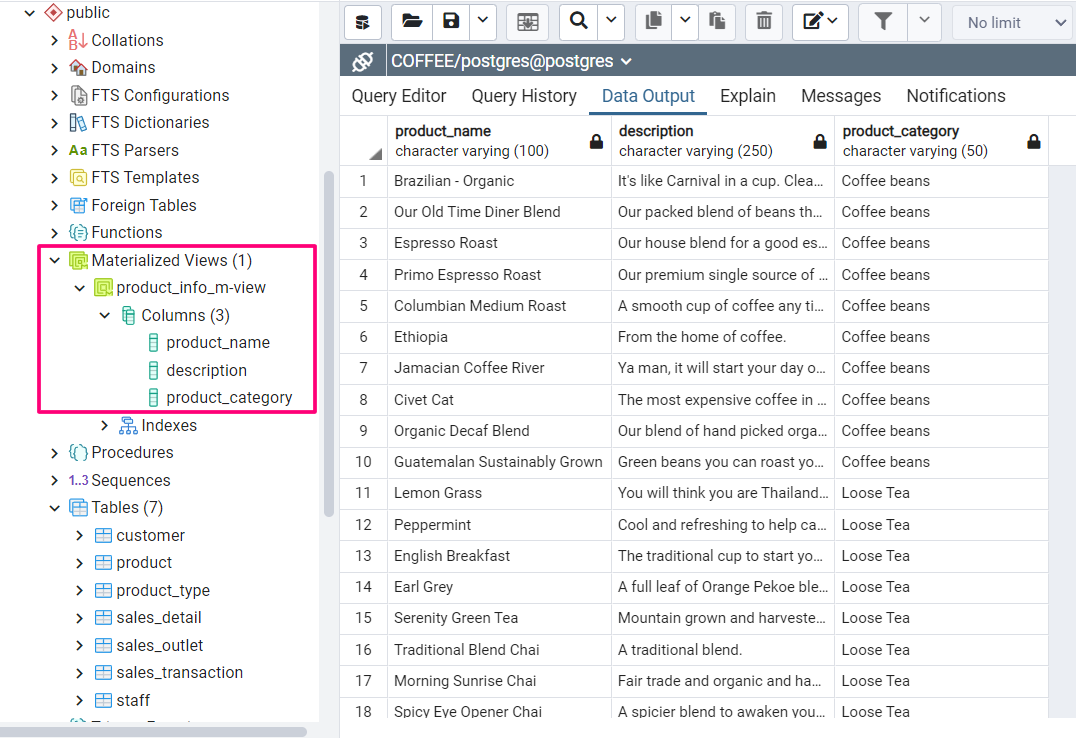 public
Collations
Domains
FTS Configurations
FTS Dictionaries
Aa FTS Parsers
FTS Templates
Foreign Tables
Functions
Materialized Views (1)
product_info_m-view
Columns (3)
product_name
description
product_category
Indexes
Procedures
1..3 Sequences
Tables (7)
customer
product
product_type
sales_detail
sales_outlet
sales_transaction
staff
No limit
COFFEE/postgres@postgres
Query Editor Query History Data Output Explain Messages Notifications
product_name description product_category
character varying (100) character varying (250) character varying (50)
1 Brazilian - Organic It's like Carnival in a cup. Clea... Coffee beans
2 Our Old Time Diner Blend Our packed blend of beans th... Coffee beans
3 Espresso Roast Our house blend for a good es... Coffee beans
4 Primo Espresso Roast Our premium single source of ... Coffee beans
5 Columbian Medium Roast A smooth cup of coffee any ti... Coffee beans
6 Ethiopia From the home of coffee. Coffee beans
7 Jamacian Coffee River Ya man, it will start your day o... Coffee beans
8 Civet Cat The most expensive coffee in ... Coffee beans
9 Organic Decaf Blend Our blend of hand picked orga... Coffee beans
10 Guatemalan Sustainably Grown Green beans you can roast yo... Coffee beans
11 Lemon Grass You will think you are Thailand... Loose Tea
12 Peppermint Cool and refreshing to help ca... Loose Tea
13 English Breakfast The traditional cup to start yo... Loose Tea
14 Earl Grey A full leaf of Orange Pekoe ble... Loose Tea
15 Serenity Green Tea Mountain grown and harveste... Loose Tea
16 Traditional Blend Chai A traditional blend. Loose Tea
17 Morning Sunrise Chai Fair trade and organic and ha... Loose Tea
18 Spicy Eye Opener Chai A spicier blend to awaken you... Loose Tea